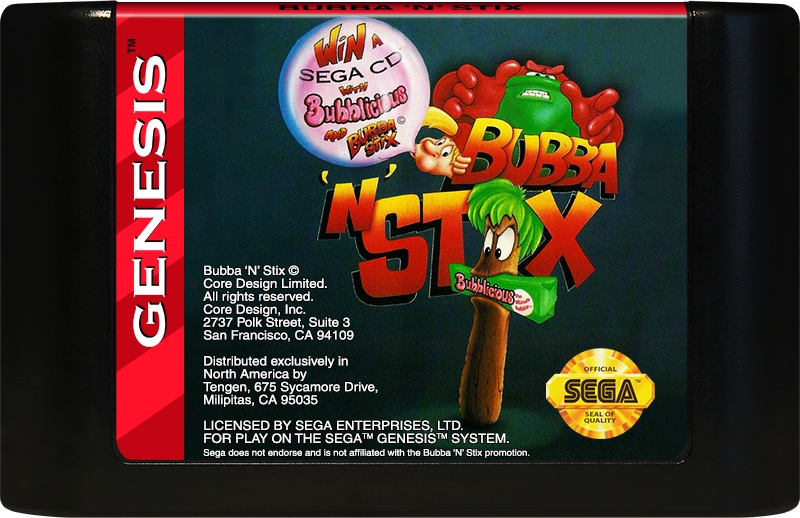 BUBBA 'N' STIX
GENESIS™
WIN A
SEGA CD
WITH
Bubblicious
AND BUBBA ©
'N' STIX
BUBBA
'N' STIX
Bubblicious
Bubba 'N' Stix ©
Core Design Limited.
All rights reserved.
Core Design, Inc.
2737 Polk Street, Suite 3
San Francisco, CA 94109
Distributed exclusively in
North America by
Tengen, 675 Sycamore Drive,
Milipitas, CA 95035
LICENSED BY SEGA ENTERPRISES, LTD.
FOR PLAY ON THE SEGA™ GENESIS™ SYSTEM.
Sega does not endorse and is not affiliated with the Bubba 'N' Stix promotion.
OFFICIAL
SEGA™
SEAL OF
QUALITY